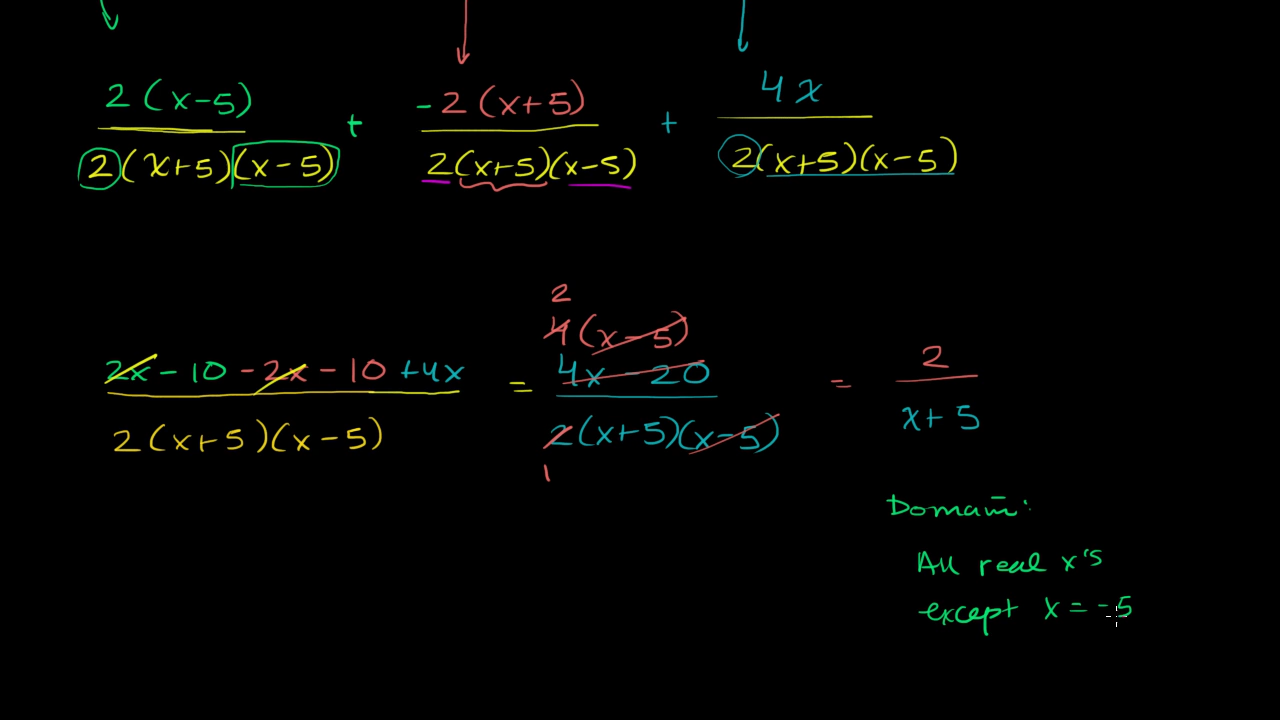 2(x-5) + -2(x+5) + 4x
2(x+5)(x-5) 2(x+5)(x-5) 2(x+5)(x-5)
2
4(x-5)
2x-10-2x-10+4x = 4x-20 = 2
2(x+5)(x-5) 2(x+5)(x-5) x+5
1
Domain:
All real x's
except x=-5